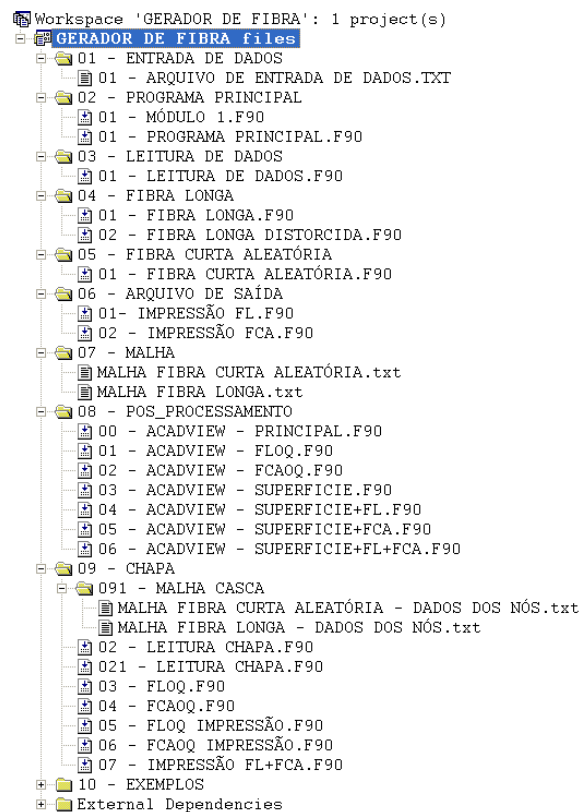 Workspace 'GERADOR DE FIBRA': 1 project(s)
GERADOR DE FIBRA files
01 - ENTRADA DE DADOS
01 - ARQUIVO DE ENTRADA DE DADOS.TXT
02 - PROGRAMA PRINCIPAL
01 - MÓDULO 1.F90
01 - PROGRAMA PRINCIPAL.F90
03 - LEITURA DE DADOS
01 - LEITURA DE DADOS.F90
04 - FIBRA LONGA
01 - FIBRA LONGA.F90
02 - FIBRA LONGA DISTORCIDA.F90
05 - FIBRA CURTA ALEATÓRIA
01 - FIBRA CURTA ALEATÓRIA.F90
06 - ARQUIVO DE SAÍDA
01- IMPRESSÃO FL.F90
02 - IMPRESSÃO FCA.F90
07 - MALHA
MALHA FIBRA CURTA ALEATÓRIA.txt
MALHA FIBRA LONGA.txt
08 - POS_PROCESSAMENTO
00 - ACADVIEW - PRINCIPAL.F90
01 - ACADVIEW - FLOQ.F90
02 - ACADVIEW - FCAOQ.F90
03 - ACADVIEW - SUPERFICIE.F90
04 - ACADVIEW - SUPERFICIE+FL.F90
05 - ACADVIEW - SUPERFICIE+FCA.F90
06 - ACADVIEW - SUPERFICIE+FL+FCA.F90
09 - CHAPA
091 - MALHA CASCA
MALHA FIBRA CURTA ALEATÓRIA - DADOS DOS NÓS.txt
MALHA FIBRA LONGA - DADOS DOS NÓS.txt
02 - LEITURA CHAPA.F90
021 - LEITURA CHAPA.F90
03 - FLOQ.F90
04 - FCAOQ.F90
05 - FLOQ IMPRESSÃO.F90
06 - FCAOQ IMPRESSÃO.F90
07 - IMPRESSÃO FL+FCA.F90
10 - EXEMPLOS
External Dependencies